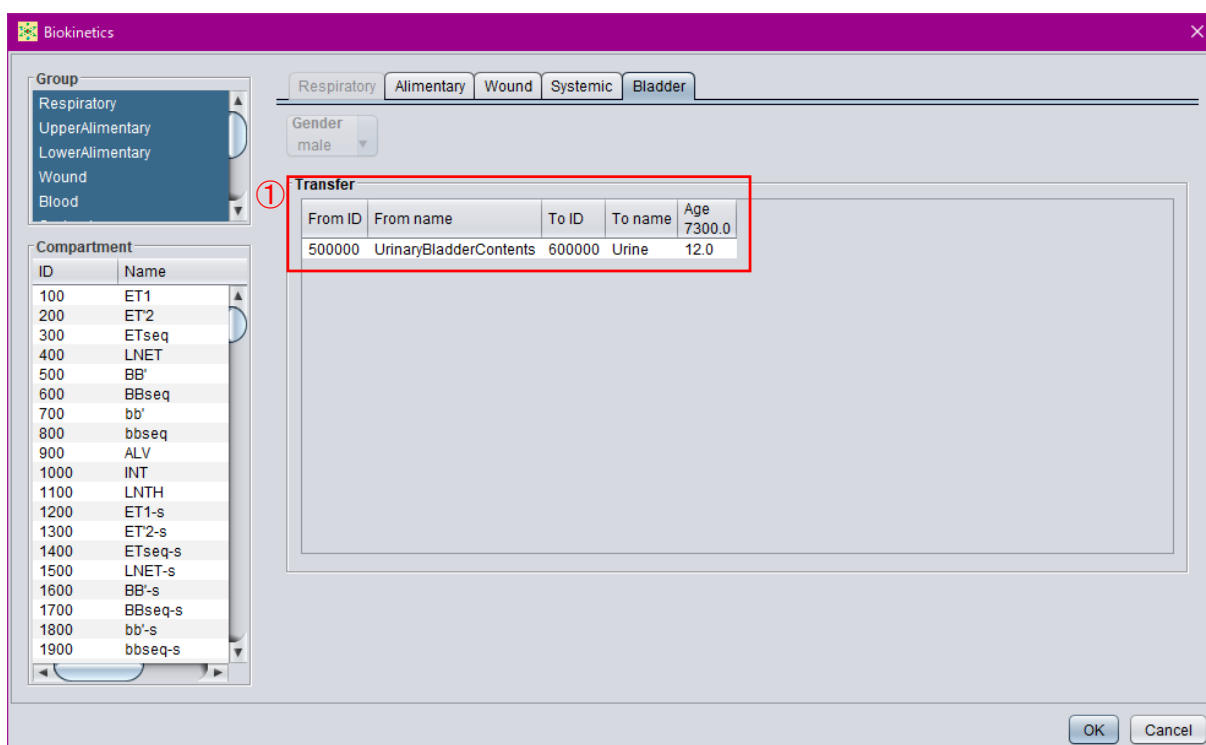 Biokinetics
Group
Respiratory
UpperAlimentary
LowerAlimentary
Wound
Blood
Compartment
ID Name
100 ET1
200 ET'2
300 ETseq
400 LNET
500 BB'
600 BBseq
700 bb'
800 bbseq
900 ALV
1000 INT
1100 LNTH
1200 ET1-s
1300 ET'2-s
1400 ETseq-s
1500 LNET-s
1600 BB'-s
1700 BBseq-s
1800 bb'-s
1900 bbseq-s
Respiratory Alimentary Wound Systemic Bladder
Gender
male
①
Transfer
From ID From name To ID To name Age 7300.0
500000 UrinaryBladderContents 600000 Urine 12.0
OK Cancel